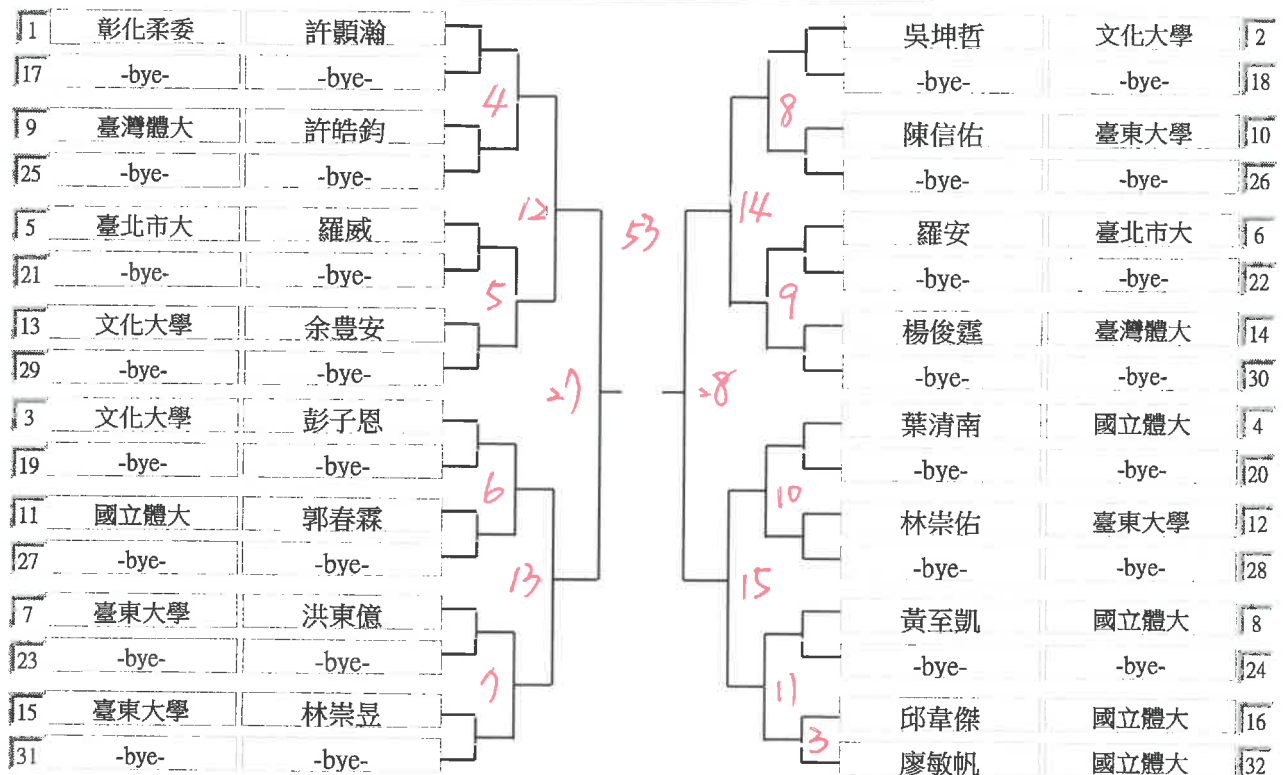 1 彰化柔委 許顥瀚
17 -bye- -bye-
4
9 臺灣體大 許皓鈞
25 -bye- -bye-
12
5 臺北市大 羅威
21 -bye- -bye-
5
13 文化大學 余豊安
29 -bye- -bye-
27
3 文化大學 彭子恩
19 -bye- -bye-
6
11 國立體大 郭春霖
27 -bye- -bye-
13
7 臺東大學 洪東億
23 -bye- -bye-
7
15 臺東大學 林崇昱
31 -bye- -bye-
53
吳坤哲 文化大學 2
-bye- -bye- 18
8
陳信佑 臺東大學 10
-bye- -bye- 26
14
羅安 臺北市大 6
-bye- -bye- 22
9
楊俊霆 臺灣體大 14
-bye- -bye- 30
28
葉清南 國立體大 4
-bye- -bye- 20
10
林崇佑 臺東大學 12
-bye- -bye- 28
15
黃至凱 國立體大 8
-bye- -bye- 24
11
邱韋傑 國立體大 16
3
廖敏帆 國立體大 32